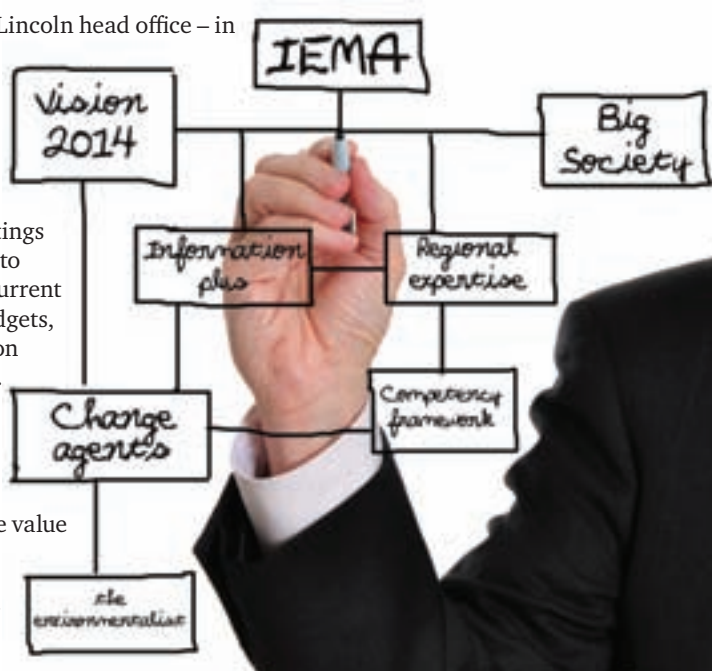 Lincoln head office – in
IEMA
Vision
2014
Big
Society
tings
to
urrent
dgets,
on
Information
plus
Regional
expertise
Change
agents
Competency
framework
e value
the
environmentalist